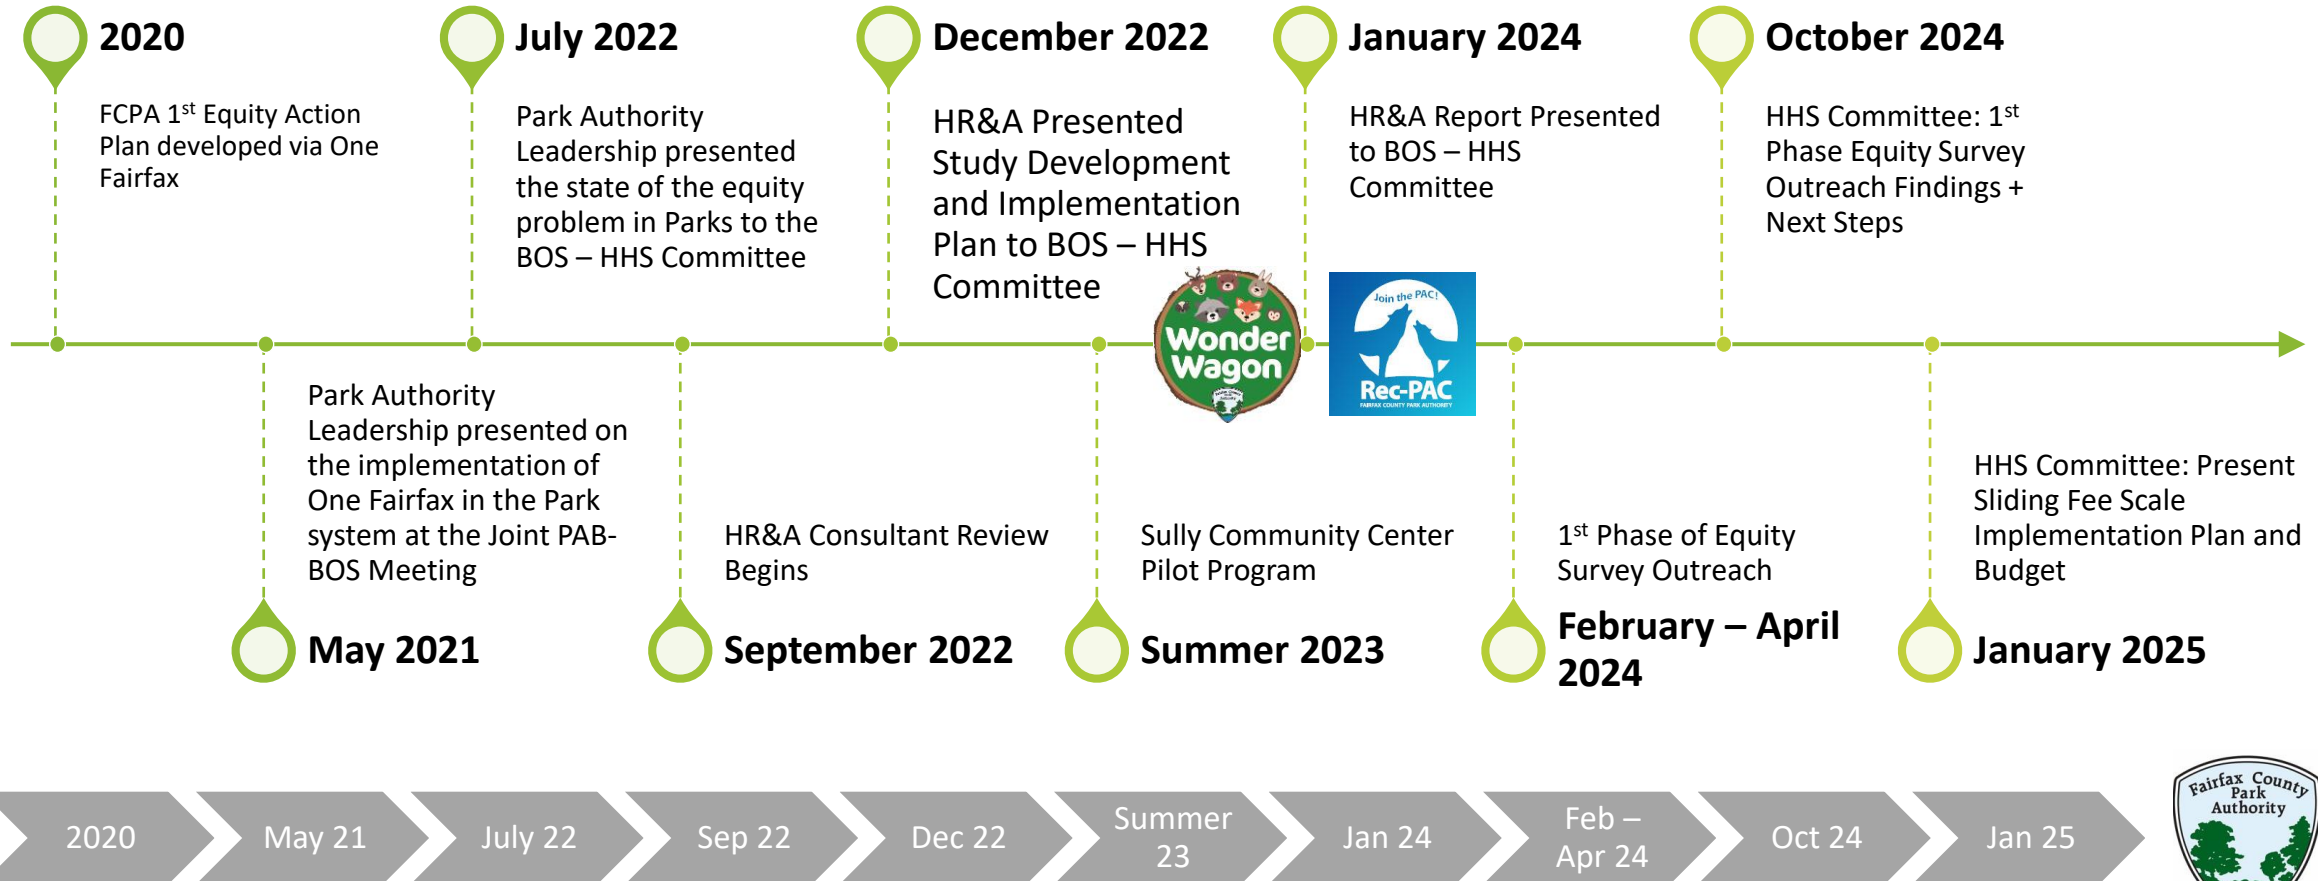 2020
FCPA 1st Equity Action
Plan developed via One
Fairfax
July 2022
Park Authority
Leadership presented
the state of the equity
problem in Parks to the
BOS – HHS Committee
December 2022
HR&A Presented
Study Development
and Implementation
Plan to BOS – HHS
Committee
January 2024
HR&A Report Presented
to BOS – HHS
Committee
October 2024
HHS Committee: 1st
Phase Equity Survey
Outreach Findings +
Next Steps
Wonder
Wagon
Join the PAC!
Rec-PAC
FAIRFAX COUNTY PARK AUTHORITY
Park Authority
Leadership presented on
the implementation of
One Fairfax in the Park
system at the Joint PAB-
BOS Meeting
May 2021
HR&A Consultant Review
Begins
September 2022
Sully Community Center
Pilot Program
Summer 2023
1st Phase of Equity
Survey Outreach
February – April
2024
HHS Committee: Present
Sliding Fee Scale
Implementation Plan and
Budget
January 2025
2020
May 21
July 22
Sep 22
Dec 22
Summer
23
Jan 24
Feb –
Apr 24
Oct 24
Jan 25
Fairfax County
Park
Authority